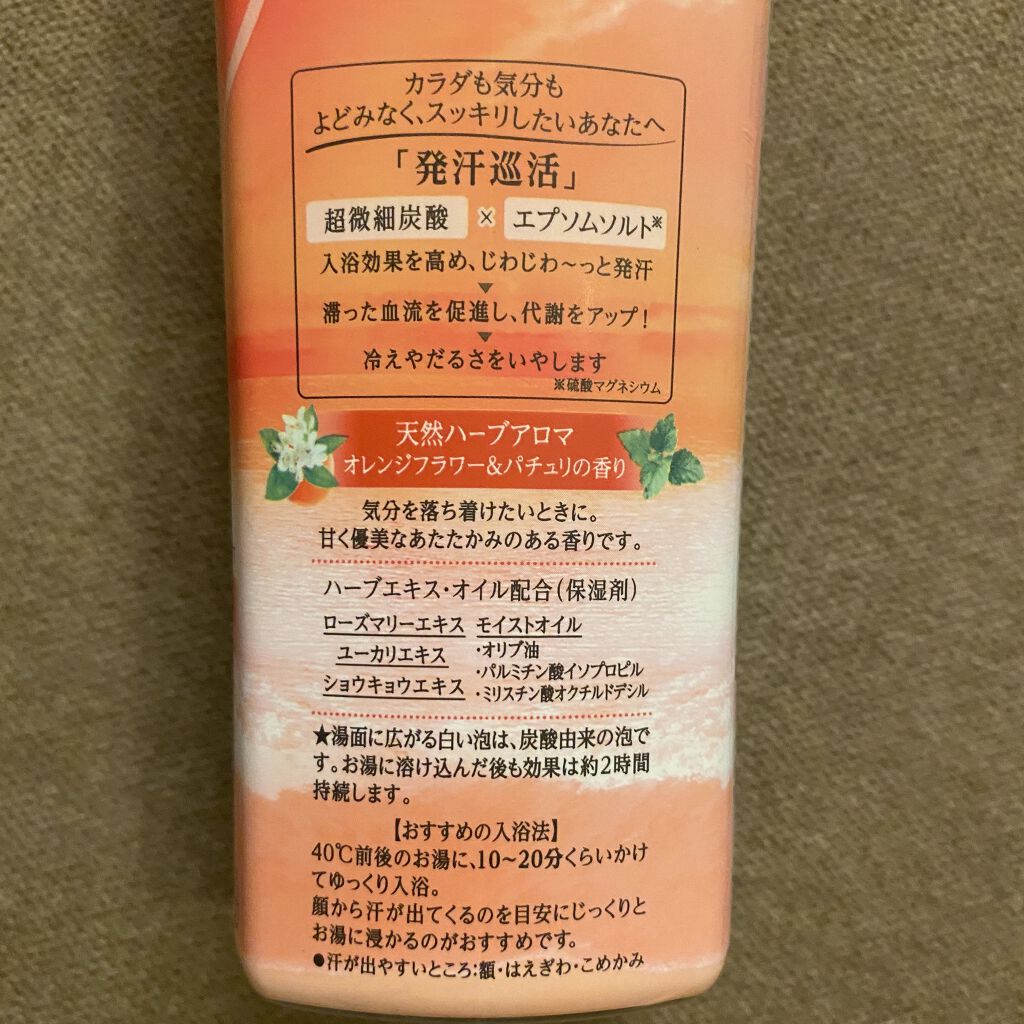 カラダも気分も
よどみなく、スッキリしたいあなたへ
「発汗巡活」
超微細炭酸 × エプソムソルト※
入浴効果を高め、じわじわ~っと発汗
▼
滞った血流を促進し、代謝をアップ!
▼
冷えやだるさをいやします
※硫酸マグネシウム
天然ハーブアロマ
オレンジフラワー&パチュリの香り
気分を落ち着けたいときに。
甘く優美なあたたかみのある香りです。
ハーブエキス・オイル配合(保湿剤)
ローズマリーエキス
ユーカリエキス
ショウキョウエキス
モイストオイル
・オリブ油
・パルミチン酸イソプロピル
・ミリスチン酸オクチルドデシル
★湯面に広がる白い泡は、炭酸由来の泡で
す。お湯に溶け込んだ後も効果は約2時間
持続します。
【おすすめの入浴法】
40℃前後のお湯に、10~20分くらいかけ
てゆっくり入浴。
顔から汗が出てくるのを目安にじっくりと
お湯に浸かるのがおすすめです。
●汗が出やすいところ:額・はえぎわ・こめかみ